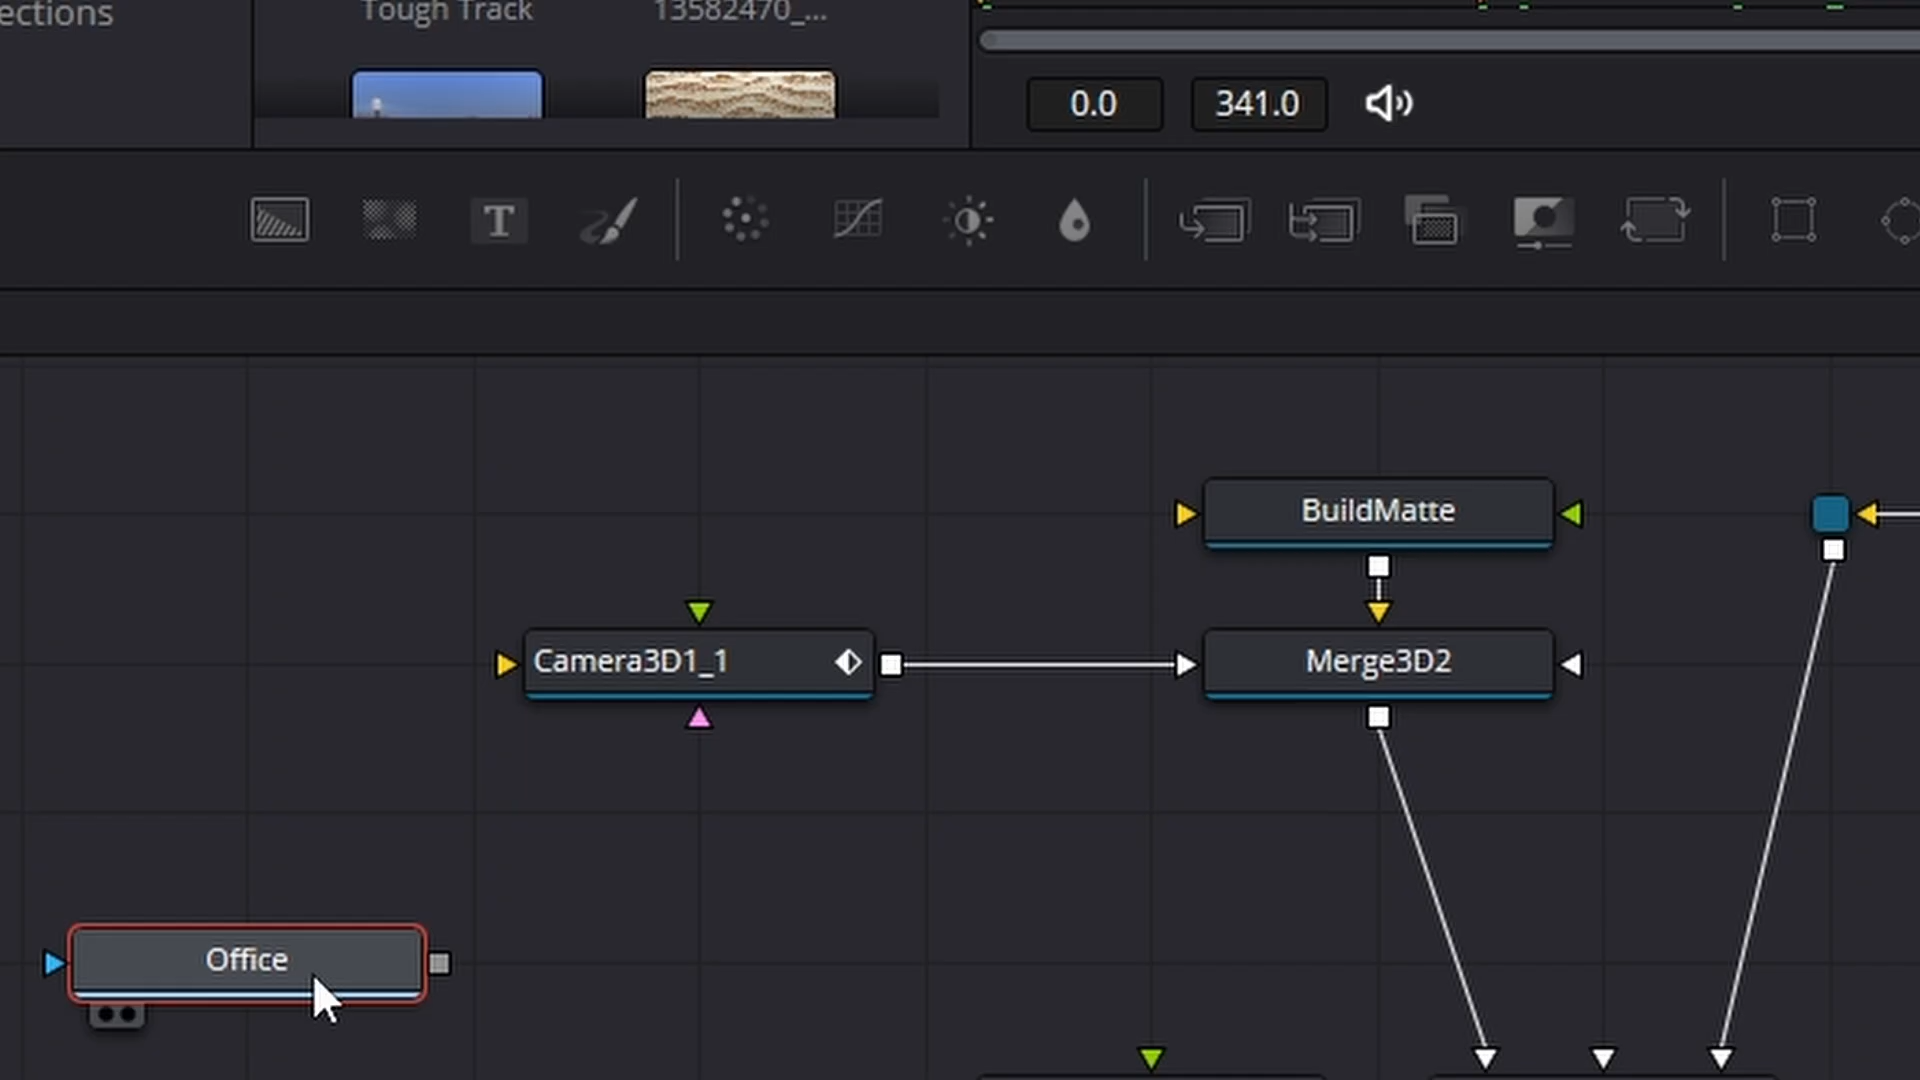 ections
Tough Track
13582470_...
0.0
341.0
T
BuildMatte
Camera3D1_1
Merge3D2
Office